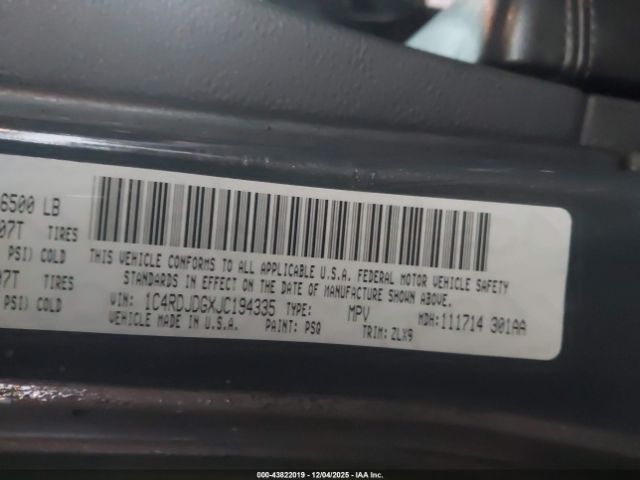 6500 LB
07T TIRES
PSI) COLD
07T TIRES
PSI) COLD
THIS VEHICLE CONFORMS TO ALL APPLICABLE U.S.A. FEDERAL MOTOR VEHICLE SAFETY
STANDARDS IN EFFECT ON THE DATE OF MANUFACTURE SHOWN ABOVE.
VIN: 1C4RDJDGXJC194335 TYPE: MPV MDH: 111714 301AA
VEHICLE MADE IN U.S.A. PAINT: PSQ TRIM: ZLX9
000-43822019 - 12/04/2025 - IAA Inc.